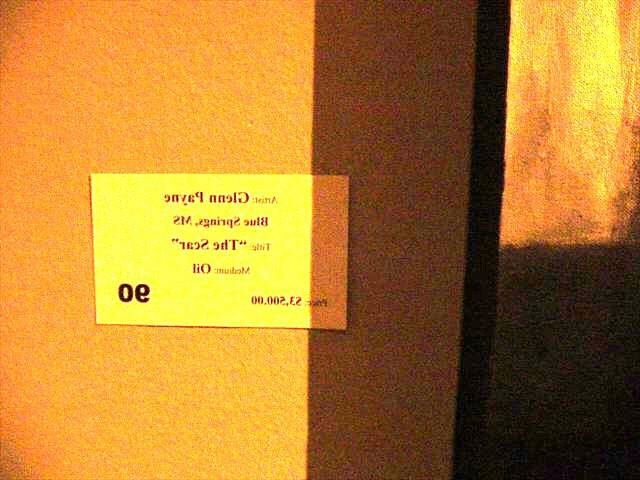 Artist: Glenn Payne
Blue Springs, MS
Title: "The Scar"
Medium: Oil
Price: $3,500.00
90